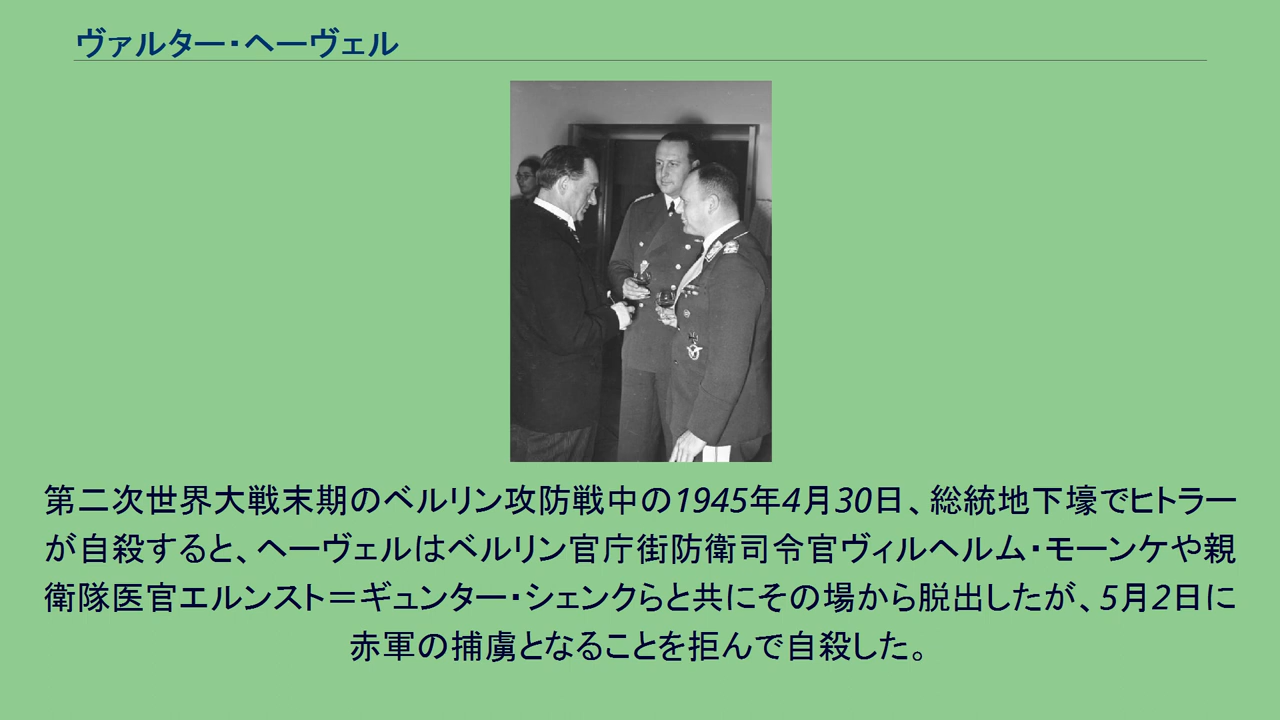 ヴァルター・ヘーヴェル
第二次世界大戦末期のベルリン攻防戦中の1945年4月30日、総統地下壕でヒトラー
が自殺すると、ヘーヴェルはベルリン官庁街防衛司令官ヴィルヘルム・モーンケや親
衛隊医官エルンスト＝ギュンター・シェンクらと共にその場から脱出したが、5月2日に
赤軍の捕虜となることを拒んで自殺した。